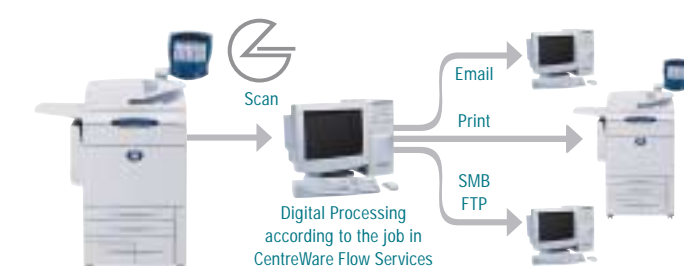 Scan
Email
Print
SMB
FTP
Digital Processing
according to the job in
CentreWare Flow Services